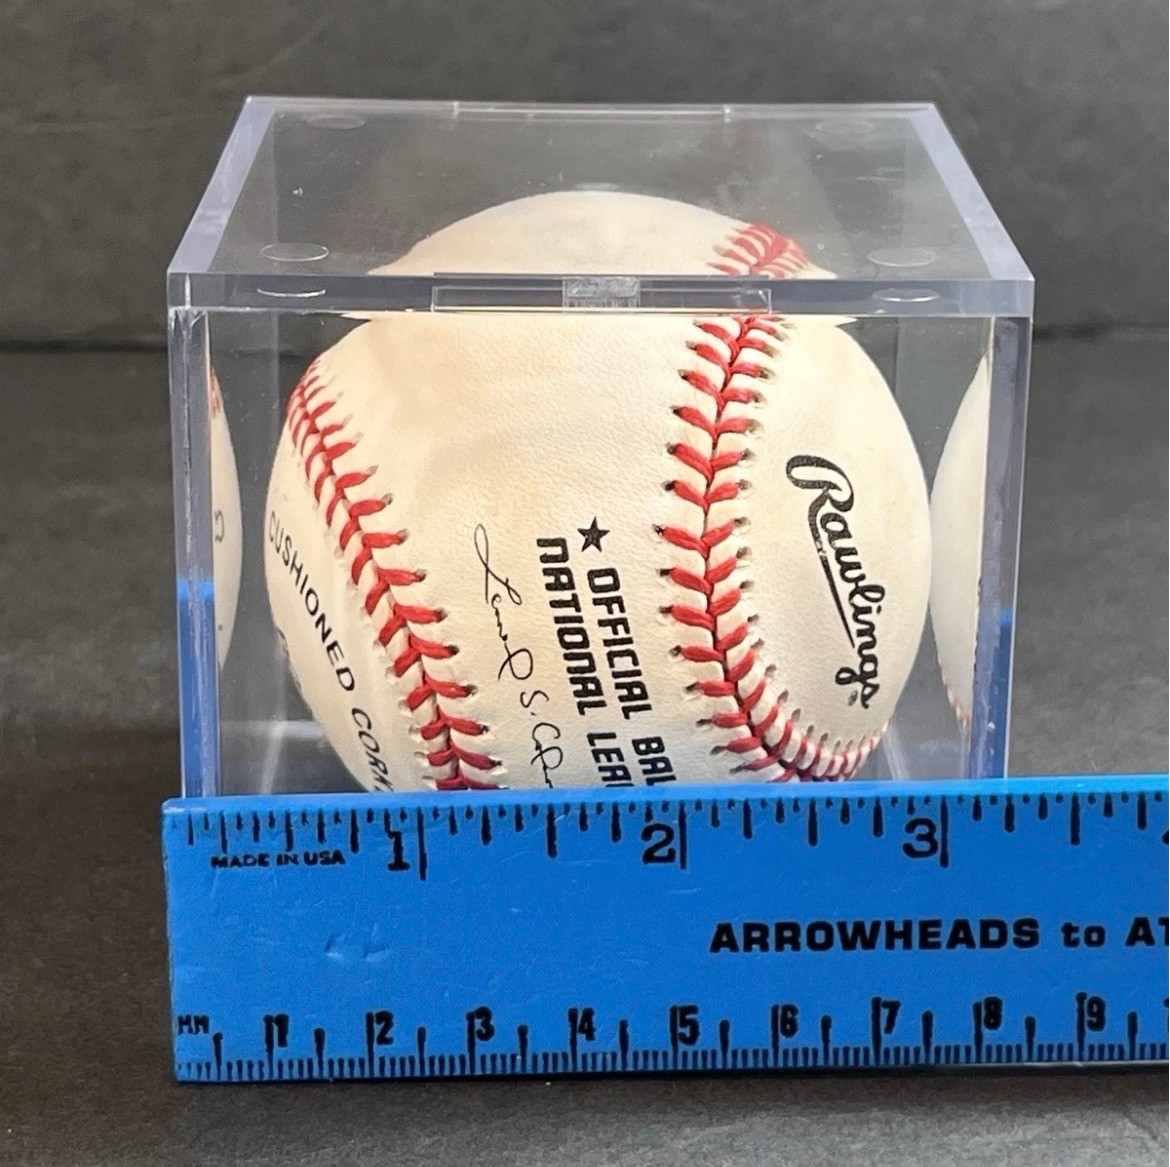 CUSHIONED COR
★ OFFICIAL BAL
NATIONAL LEA
Leonard S. C
Rawlings®
1 2 3
MADE IN USA
ARROWHEADS to A
MM 1 2 3 4 5 6 7 8 9